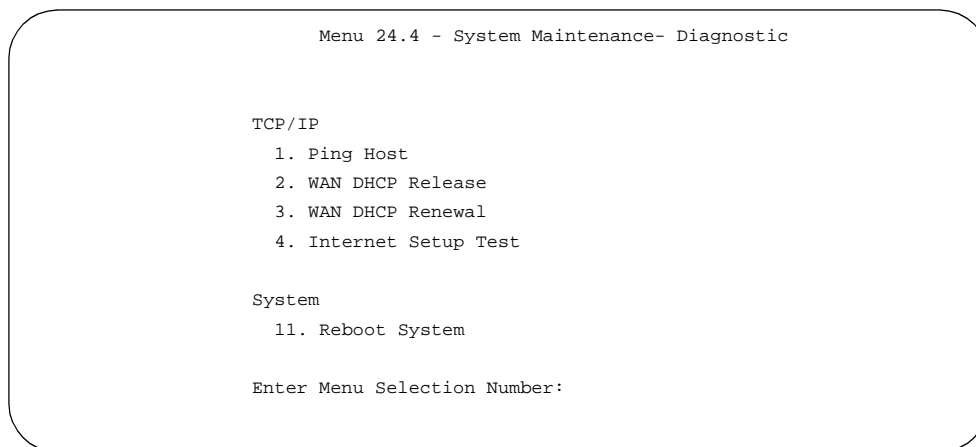 Menu 24.4 - System Maintenance- Diagnostic
TCP/IP
1. Ping Host
2. WAN DHCP Release
3. WAN DHCP Renewal
4. Internet Setup Test
System
11. Reboot System
Enter Menu Selection Number: